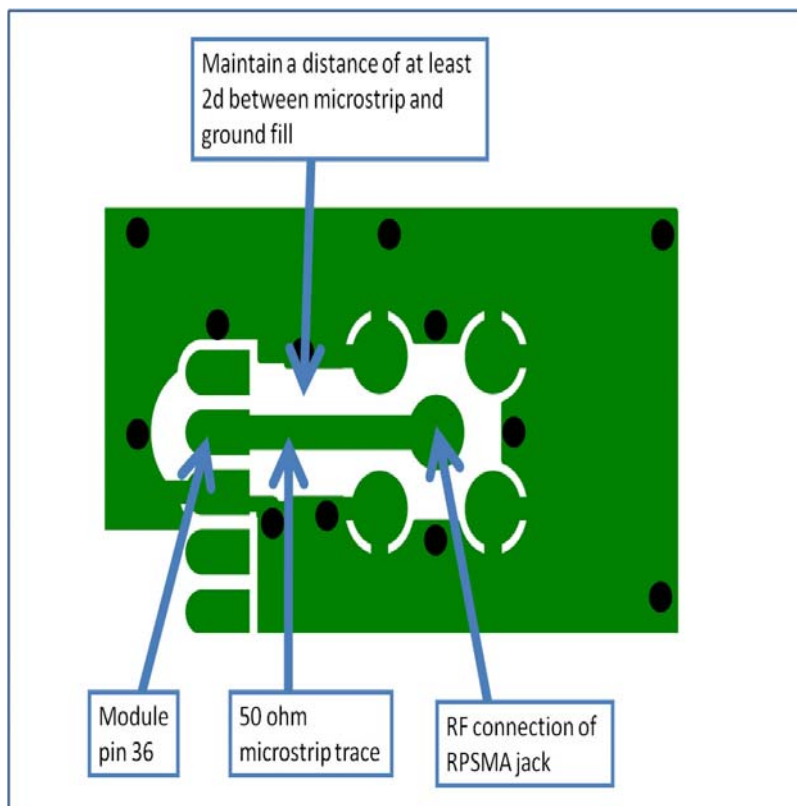 Maintain a distance of at least
2d between microstrip and
ground fill
Module
pin 36
50 ohm
microstrip trace
RF connection of
RPSMA jack